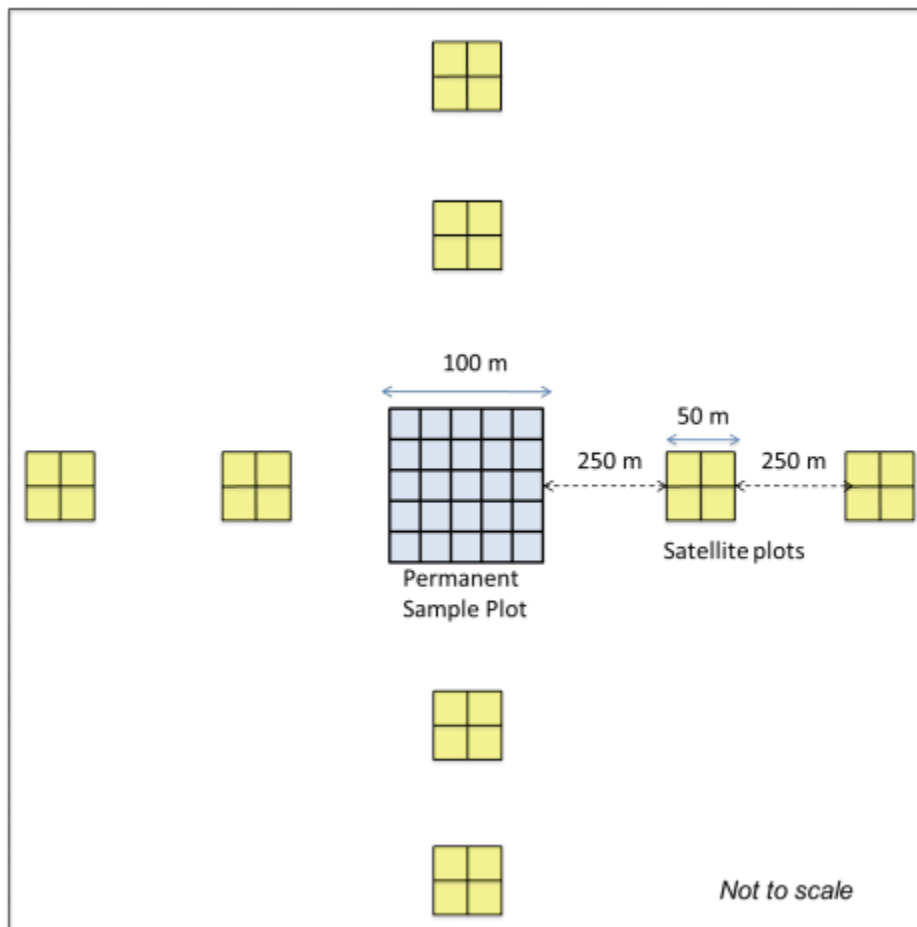 100 m
50 m
250 m
250 m
Satellite plots
Permanent
Sample Plot
Not to scale